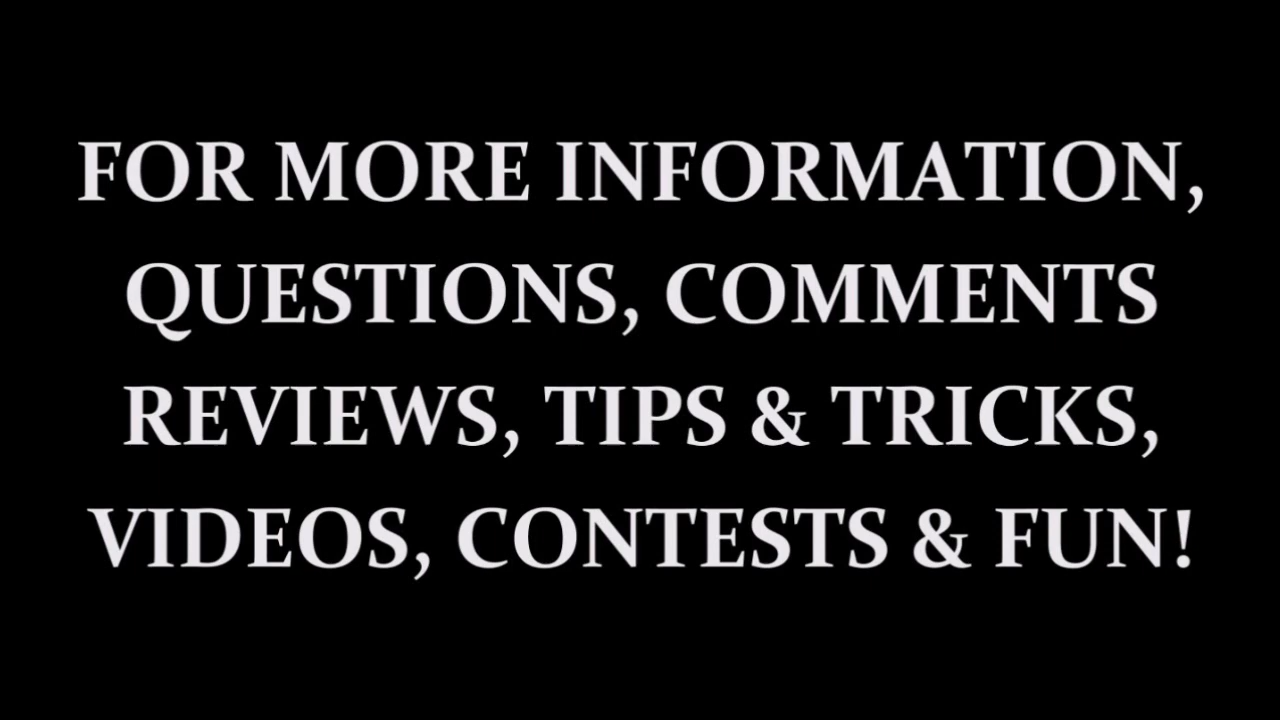 FOR MORE INFORMATION,
QUESTIONS, COMMENTS
REVIEWS, TIPS & TRICKS,
VIDEOS, CONTESTS & FUN!